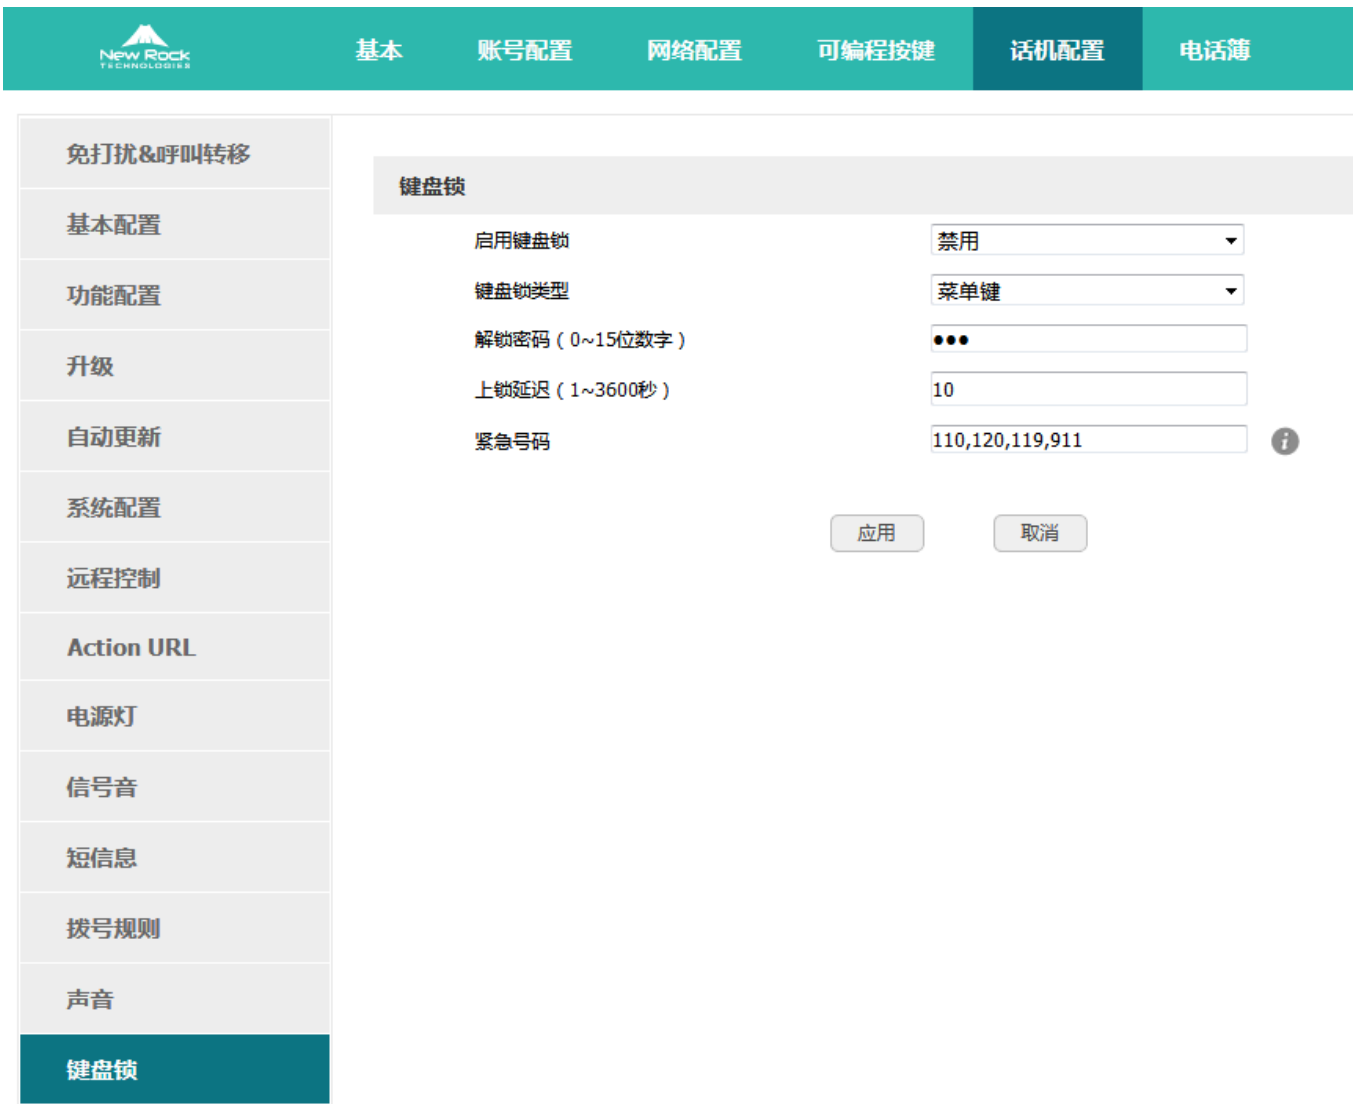 New Rock
TECHNOLOGIES
基本 账号配置 网络配置 可编程按键 话机配置 电话薄
免打扰&呼叫转移
基本配置
功能配置
升级
自动更新
系统配置
远程控制
Action URL
电源灯
信号音
短信息
拨号规则
声音
键盘锁
键盘锁
启用键盘锁 禁用
键盘锁类型 菜单键
解锁密码（0~15位数字） ●●●
上锁延迟（1~3600秒） 10
紧急号码 110,120,119,911 i
应用 取消